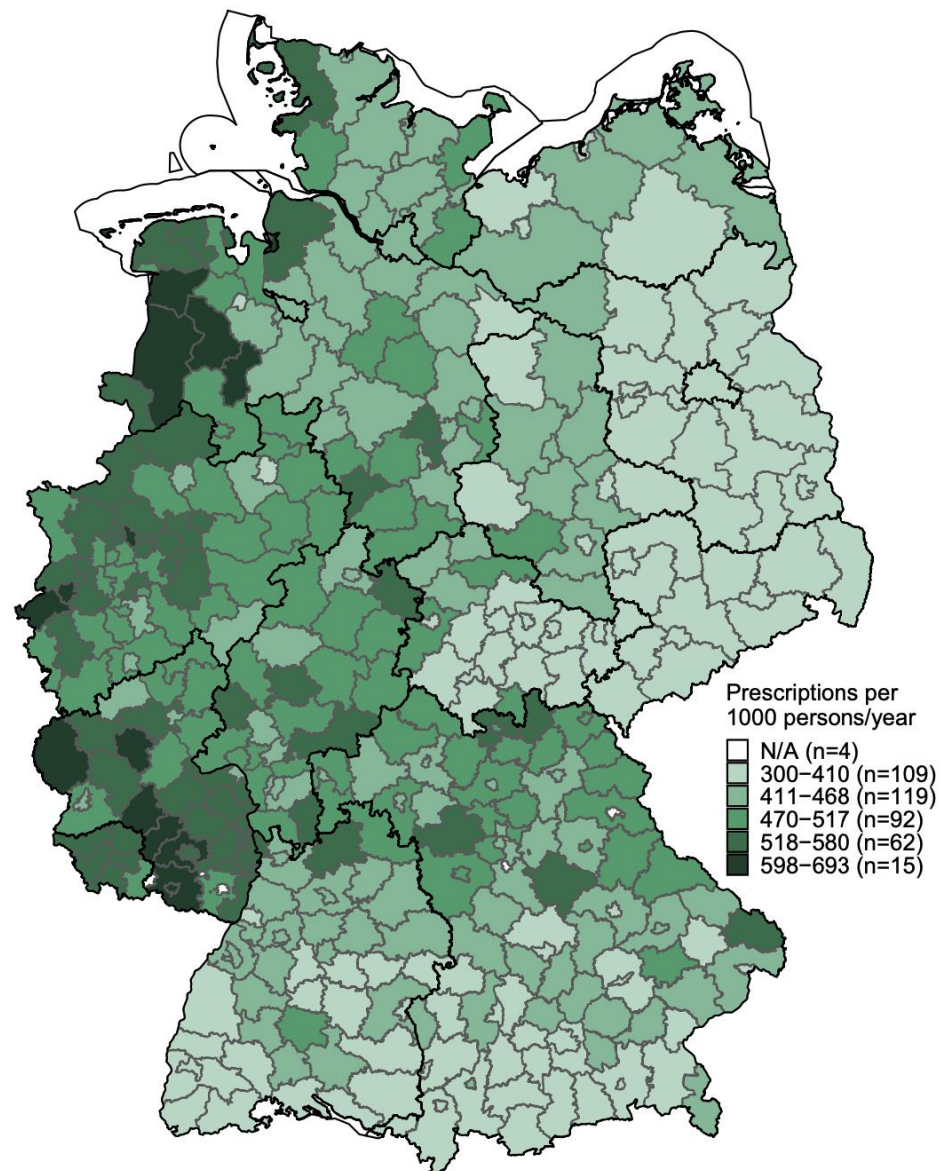 Prescriptions per
1000 persons/year
N/A (n=4)
300–410 (n=109)
411–468 (n=119)
470–517 (n=92)
518–580 (n=62)
598–693 (n=15)